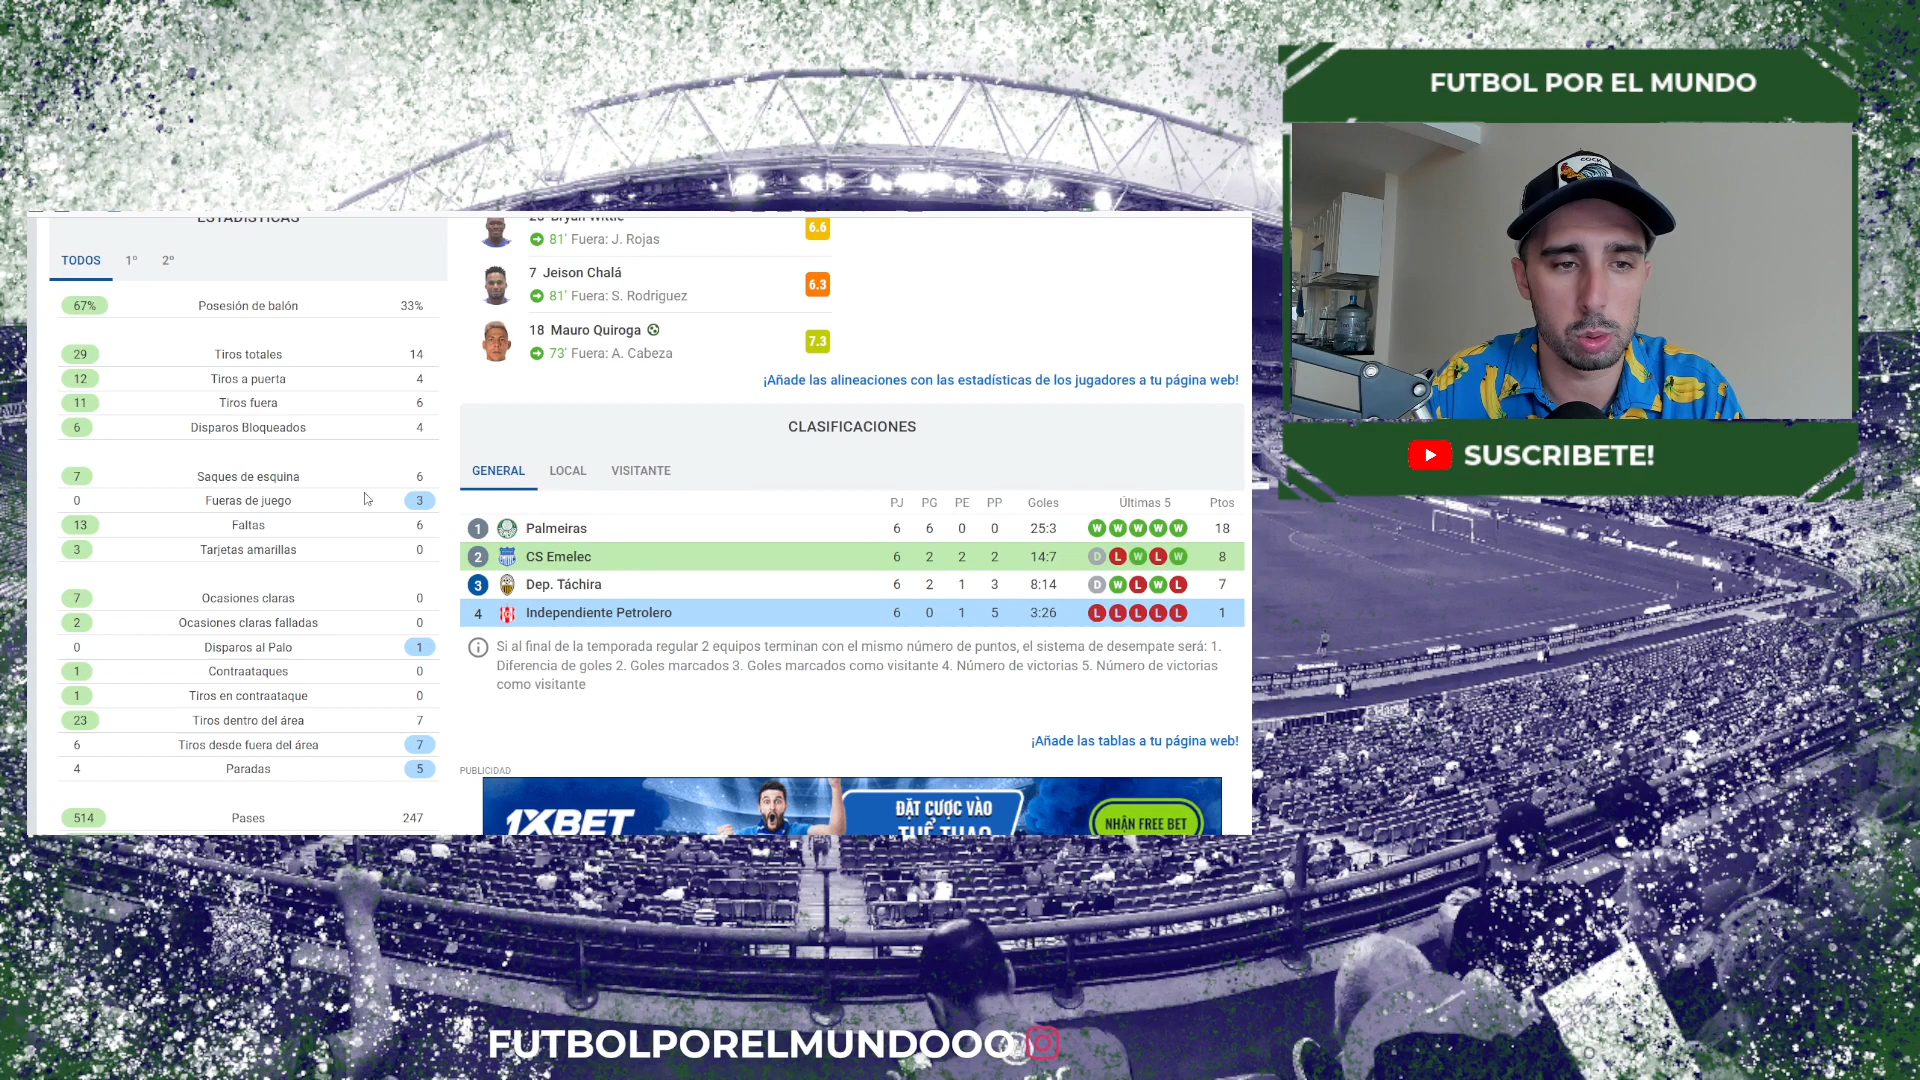 FUTBOL POR EL MUNDO
COCK
SUSCRIBETE!
ESTADÍSTICAS
TODOS 1º 2º
67% Posesión de balón 33%
29 Tiros totales 14
12 Tiros a puerta 4
11 Tiros fuera 6
6 Disparos Bloqueados 4
7 Saques de esquina 6
0 Fueras de juego 3
13 Faltas 6
3 Tarjetas amarillas 0
7 Ocasiones claras 0
2 Ocasiones claras falladas 0
0 Disparos al Palo 1
1 Contraataques 0
1 Tiros en contraataque 0
23 Tiros dentro del área 7
6 Tiros desde fuera del área 7
4 Paradas 5
514 Pases 247
Bryan Wittle 6.6
81' Fuera: J. Rojas
7 Jeison Chalá 6.3
81' Fuera: S. Rodriguez
18 Mauro Quiroga 7.3
73' Fuera: A. Cabeza
¡Añade las alineaciones con las estadísticas de los jugadores a tu página web!
CLASIFICACIONES
GENERAL LOCAL VISITANTE
PJ PG PE PP Goles Últimas 5 Ptos
1 Palmeiras 6 6 0 0 25:3 W W W W W 18
2 CS Emelec 6 2 2 2 14:7 D L W L W 8
3 Dep. Táchira 6 2 1 3 8:14 D W L W L 7
4 Independiente Petrolero 6 0 1 5 3:26 L L L L L 1
Si al final de la temporada regular 2 equipos terminan con el mismo número de puntos, el sistema de desempate será: 1.
Diferencia de goles 2. Goles marcados 3. Goles marcados como visitante 4. Número de victorias 5. Número de victorias
como visitante
¡Añade las tablas a tu página web!
PUBLICIDAD
1XBET ĐẶT CƯỢC VÀO
THỂ THAO
NHẬN FREE BET
FUTBOLPORELMUNDOOO